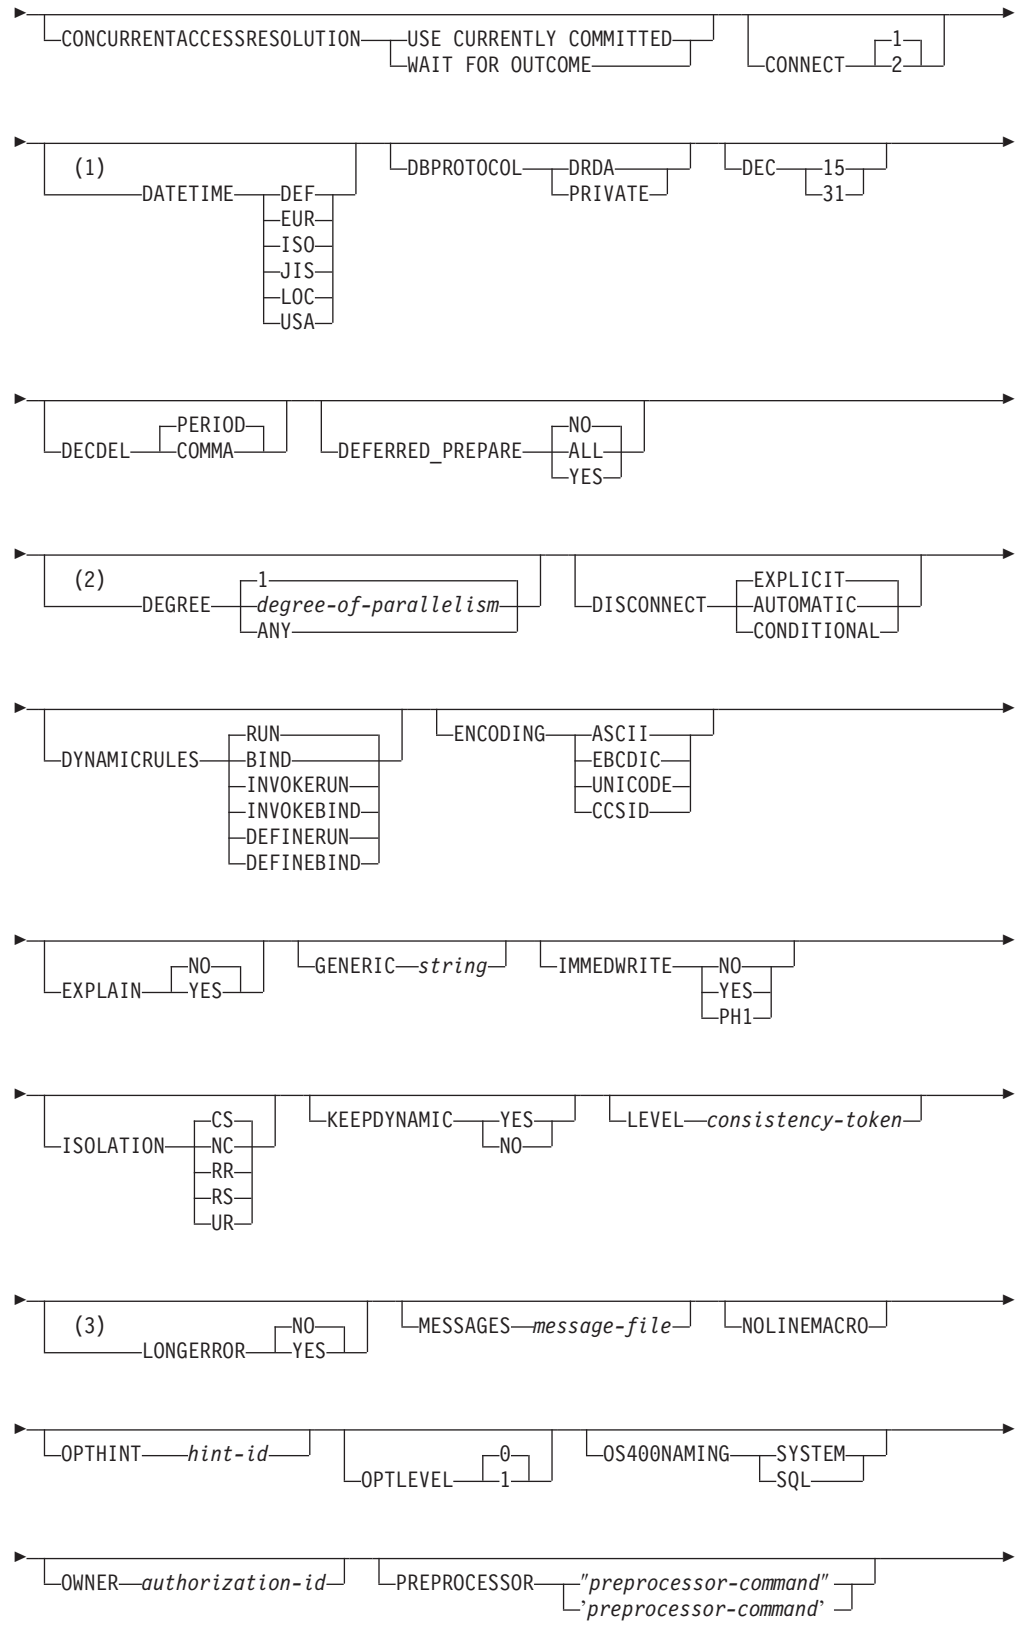 CONCURRENTACCESSRESOLUTION USE CURRENTLY COMMITTED CONNECT 1
WAIT FOR OUTCOME 2
(1) DATETIME DEF DBPROTOCOL DRDA DEC 15
EUR PRIVATE 31
ISO
JIS
LOC
USA
DECDEL PERIOD DEFERRED_PREPARE NO
COMMA ALL
YES
(2) DEGREE 1 DISCONNECT EXPLICIT
degree-of-parallelism AUTOMATIC
ANY CONDITIONAL
DYNAMICRULES RUN ENCODING ASCII
BIND EBCDIC
INVOKERUN UNICODE
INVOKEBIND CCSID
DEFINERUN
DEFINEBIND
EXPLAIN NO GENERIC string IMMEDWRITE NO
YES YES
PH1
ISOLATION CS KEEPDYNAMIC YES LEVEL consistency-token
NC NO
RR
RS
UR
(3) LONGERROR NO MESSAGES message-file NOLINEMACRO
YES
OPTHINT hint-id OPTLEVEL 0 OS400NAMING SYSTEM
1 SQL
OWNER authorization-id PREPROCESSOR "preprocessor-command"
'preprocessor-command'